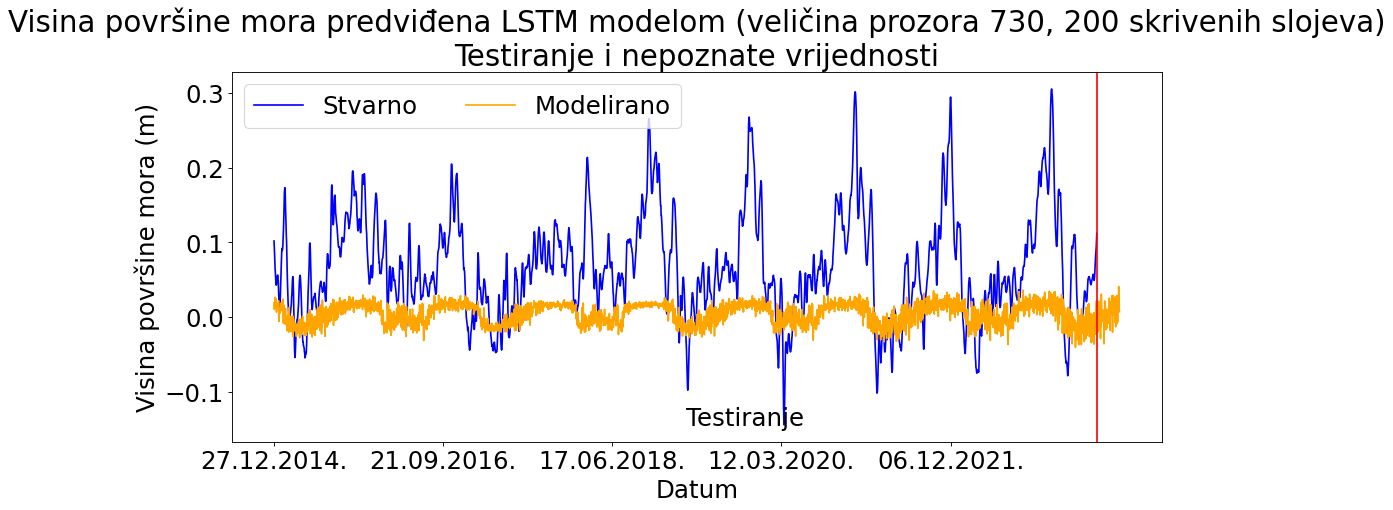 Visina površine mora predviđena LSTM modelom (veličina prozora 730, 200 skrivenih slojeva)
Testiranje i nepoznate vrijednosti
Stvarno
Modelirano
Visina površine mora (m)
0.3
0.2
0.1
0.0
−0.1
Testiranje
27.12.2014.
21.09.2016.
17.06.2018.
12.03.2020.
06.12.2021.
Datum